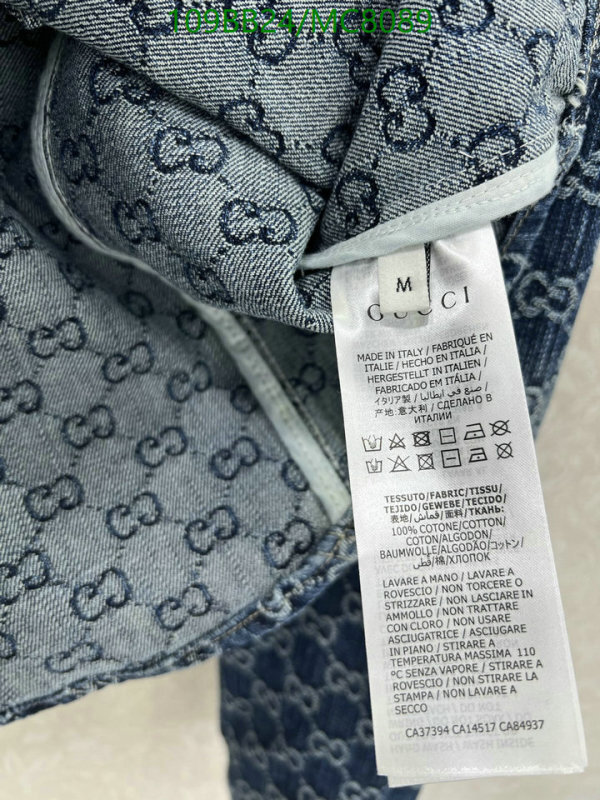 109BB24/MC8089
M
GUCCI
MADE IN ITALY / FABRIQUÉ EN
ITALIE / HECHO EN ITALIA /
HERGESTELLT IN ITALIEN /
FABRICADO EM ITÁLIA /
イタリア製 / صنع في ايطاليا /
产地:意大利 / СДЕЛАНО В
ИТАЛИИ
TESSUTO/FABRIC/TISSU/
TEJIDO/GEWEBE/TECIDO/
表地/قماش/面料/ТКАНЬ:
100% COTONE/COTTON/
COTON/ALGODON/
BAUMWOLLE/ALGODÃO/コットン/
قطن/棉/ХЛОПОК
LAVARE A MANO / LAVARE A
ROVESCIO / NON TORCERE O
STRIZZARE / NON LASCIARE IN
AMMOLLO / NON TRATTARE
CON CLORO / NON USARE
ASCIUGATRICE / ASCIUGARE
IN PIANO / STIRARE A
TEMPERATURA MASSIMA 110
PC SENZA VAPORE / STIRARE A
ROVESCIO / NON STIRARE LA
STAMPA / NON LAVARE A
SECCO
CA37394 CA14517 CA84937